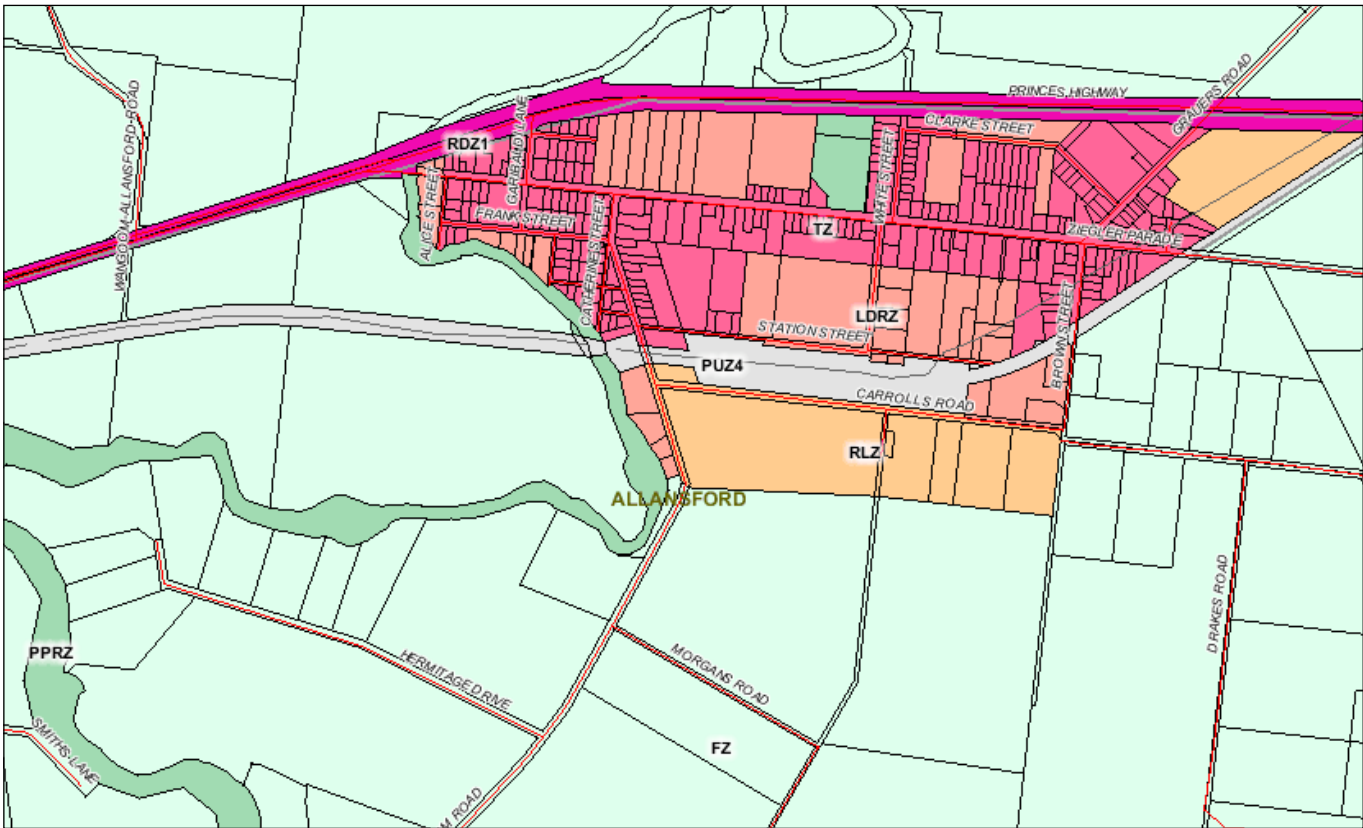 PRINCES HIGHWAY
GRAUERS ROAD
WANGOOM-ALLANSFORD-ROAD
GARIBALDI LANE
CLARKE STREET
RDZ1
WHITE STREET
ALICE STREET
FRANK STREET
CATHERINE STREET
TZ
ZIEGLER PARADE
LDRZ
STATION STREET
BROWN STREET
PUZ4
CARROLLS ROAD
RLZ
ALLANSFORD
DRAKES ROAD
PPRZ
HERMITAGE DRIVE
MORGANS ROAD
SMITHS-LANE
FZ
M ROAD